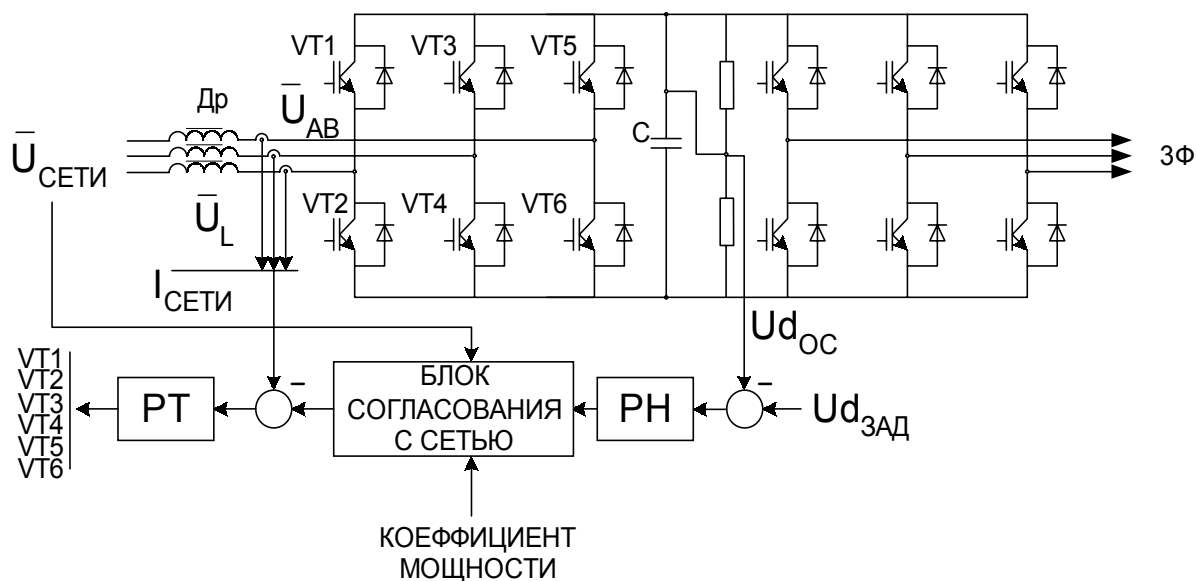 VT1
VT3
VT5
Др
U АВ
U СЕТИ
C
3Ф
VT2
VT4
VT6
U L
I СЕТИ
Ud ОС
VT1
VT2
VT3
VT4
VT5
VT6
РТ
−
БЛОК
СОГЛАСОВАНИЯ
С СЕТЬЮ
РН
−
Ud ЗАД
КОЕФФИЦИЕНТ
МОЩНОСТИ